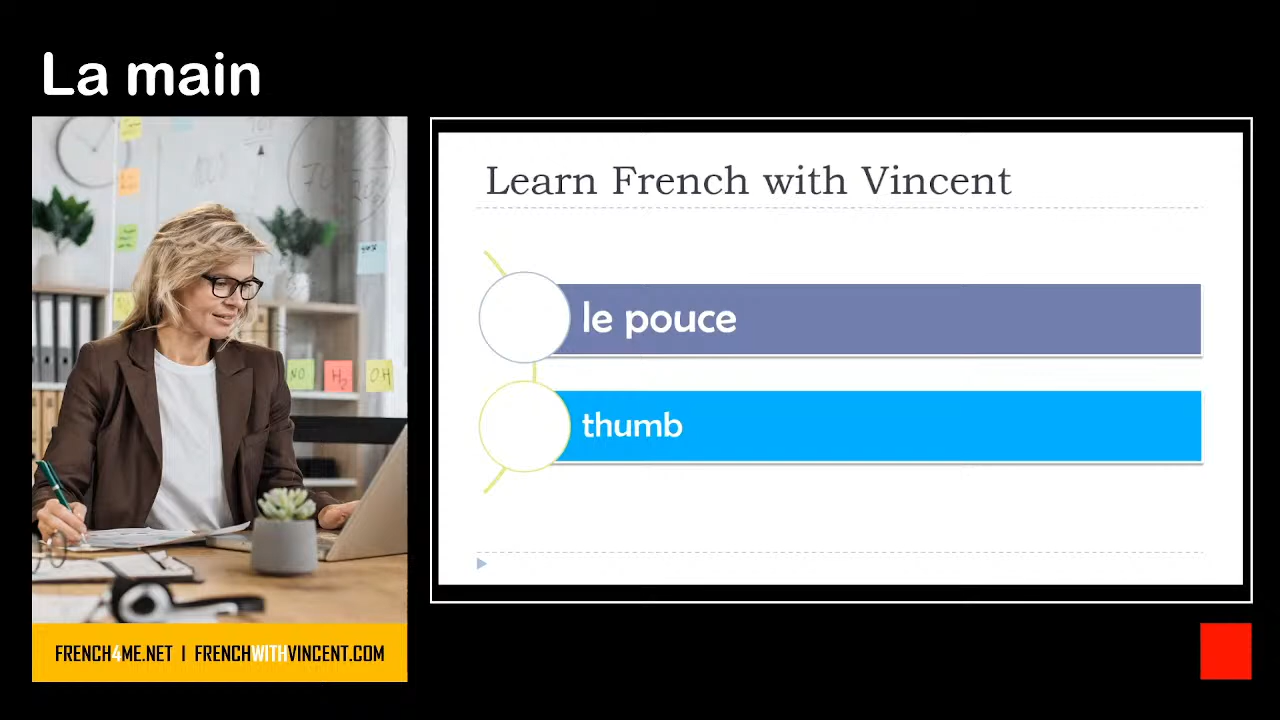 La main
Learn French with Vincent
le pouce
thumb
NO
H₂
OH
FRENCH4ME.NET I FRENCHWITHVINCENT.COM